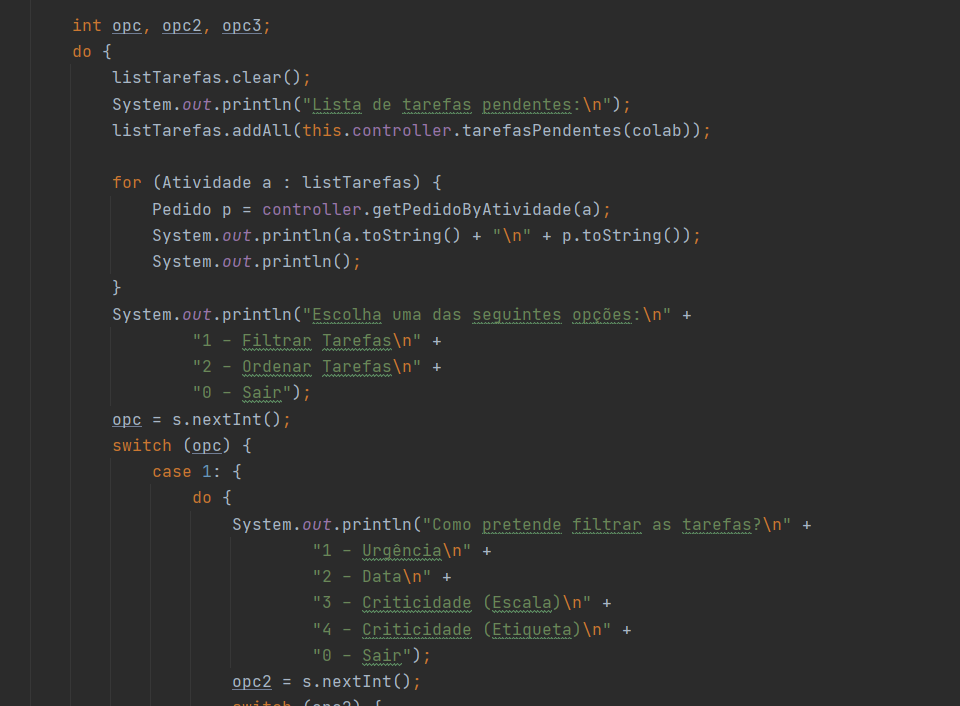 int opc, opc2, opc3;
do {
listTarefas.clear();
System.out.println("Lista de tarefas pendentes:\n");
listTarefas.addAll(this.controller.tarefasPendentes(colab));
for (Atividade a : listTarefas) {
Pedido p = controller.getPedidoByAtividade(a);
System.out.println(a.toString() + "\n" + p.toString());
System.out.println();
}
System.out.println("Escolha uma das seguintes opções:\n" +
"1 - Filtrar Tarefas\n" +
"2 - Ordenar Tarefas\n" +
"0 - Sair");
opc = s.nextInt();
switch (opc) {
case 1: {
do {
System.out.println("Como pretende filtrar as tarefas?\n" +
"1 - Urgência\n" +
"2 - Data\n" +
"3 - Criticidade (Escala)\n" +
"4 - Criticidade (Etiqueta)\n" +
"0 - Sair");
opc2 = s.nextInt();
switch (opc2) {